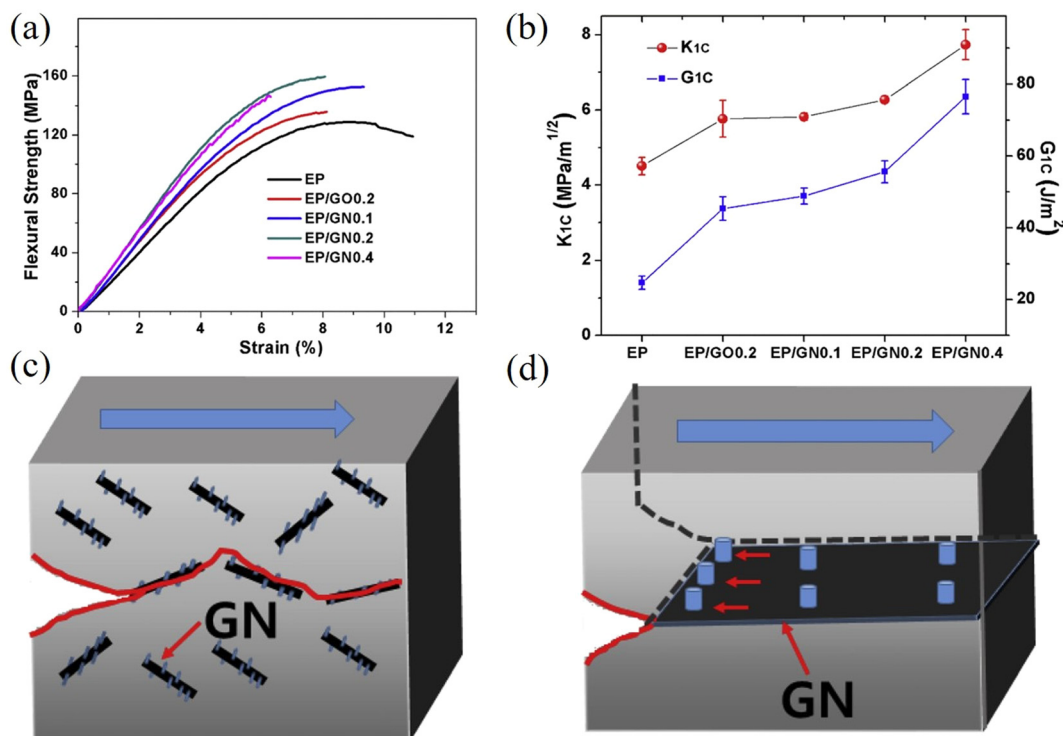 (a)
Flexural Strength (MPa)
160
120
80
40
0
EP
EP/GO0.2
EP/GN0.1
EP/GN0.2
EP/GN0.4
0 2 4 6 8 10 12
Strain (%)
(b)
K1C (MPa/m1/2)
8
6
4
2
0
K1C
G1C
80
60
40
20
G1C (J/m2)
EP EP/GO0.2 EP/GN0.1 EP/GN0.2 EP/GN0.4
(c)
GN
(d)
GN